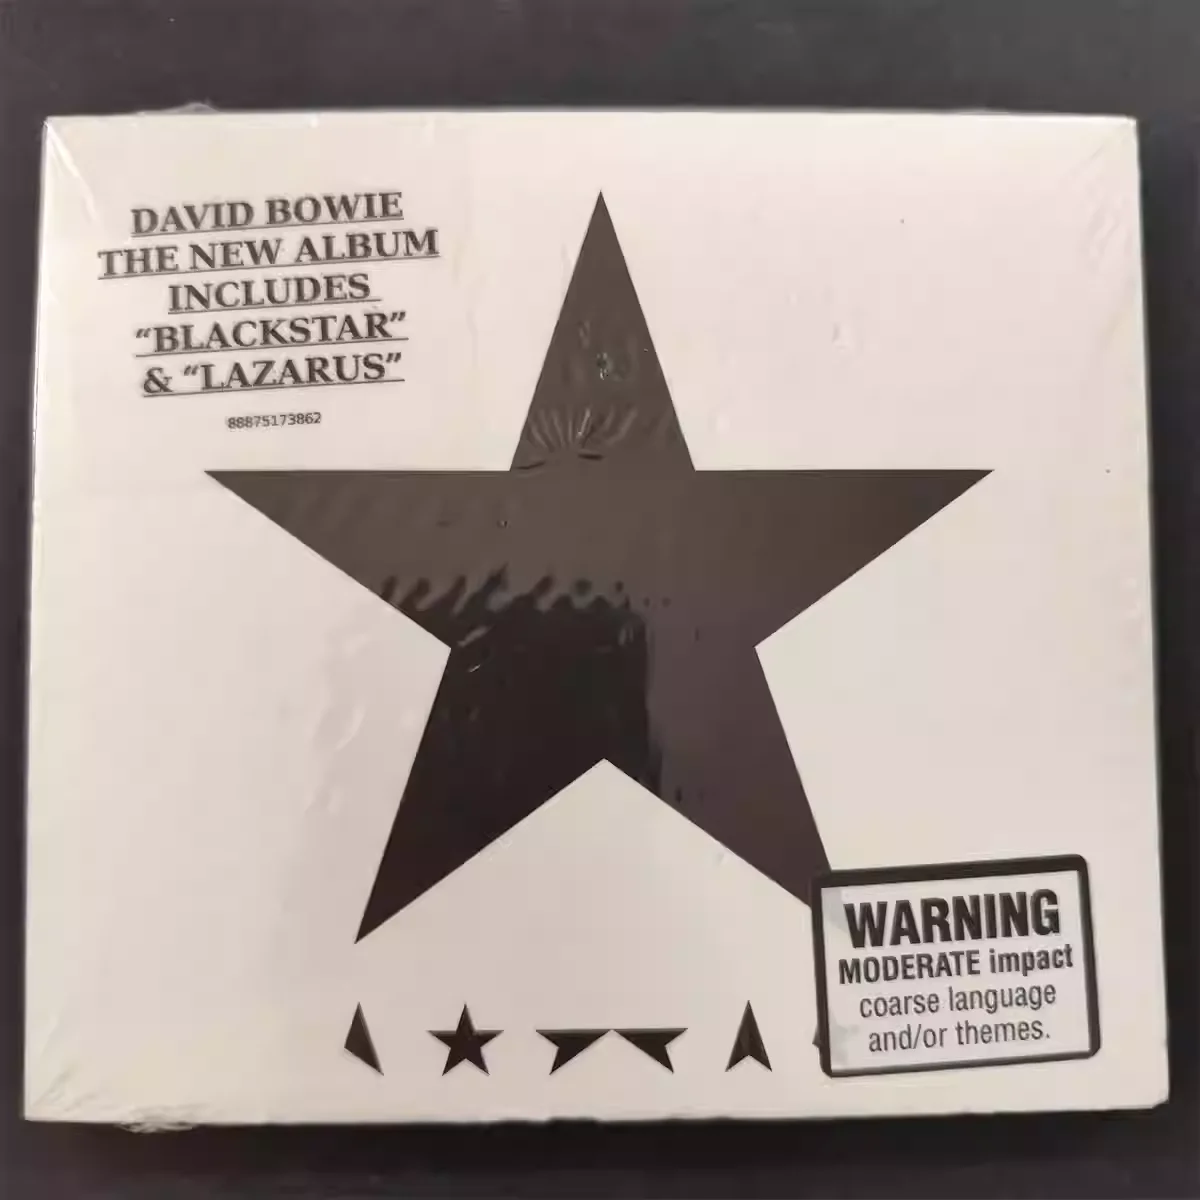 DAVID BOWIE
THE NEW ALBUM
INCLUDES
“BLACKSTAR”
& “LAZARUS”
88875173862
WARNING
MODERATE impact
coarse language
and/or themes.